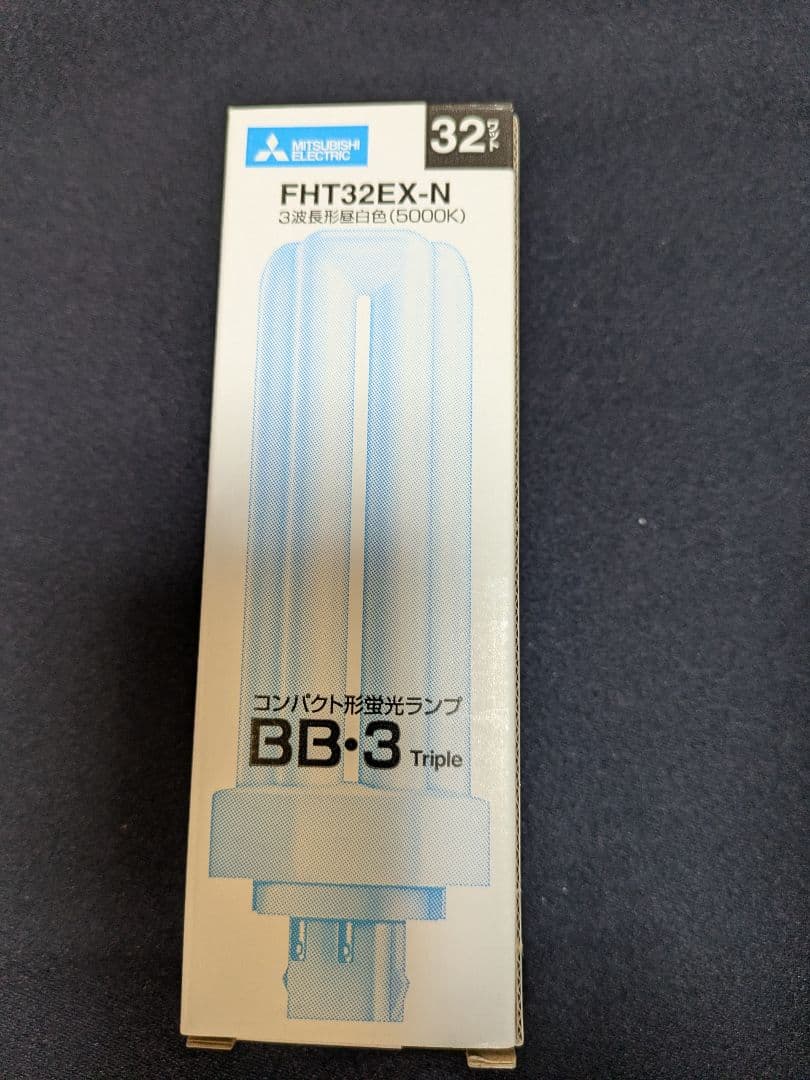 MITSUBISHI
ELECTRIC
32ワット
FHT32EX-N
3波長形昼白色(5000K)
コンパクト形蛍光ランプ
BB・3 Triple